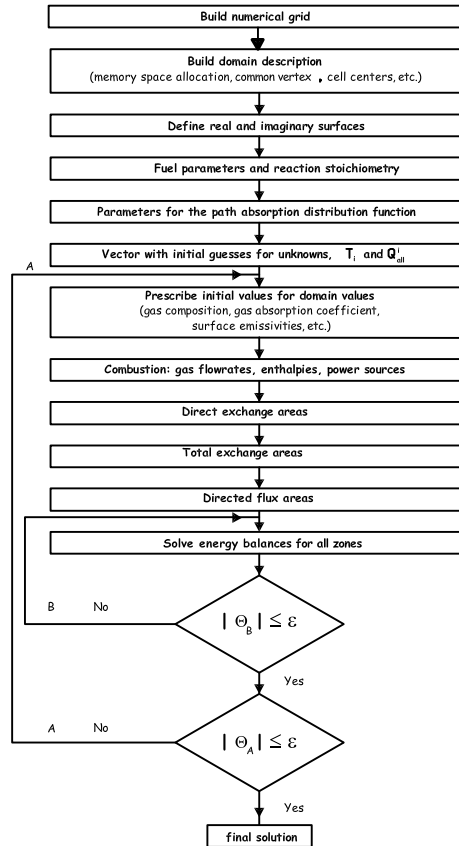 Build numerical grid
Build domain description
(memory space allocation, common vertex , cell centers, etc.)
Define real and imaginary surfaces
Fuel parameters and reaction stoichiometry
Parameters for the path absorption distribution function
Vector with initial guesses for unknowns, T_i and Q^i_all
A
Prescribe initial values for domain values
(gas composition, gas absorption coefficient,
surface emissivities, etc.)
Combustion: gas flowrates, enthalpies, power sources
Direct exchange areas
Total exchange areas
Directed flux areas
Solve energy balances for all zones
B No
| Θ_B | ≤ ε
Yes
A No
| Θ_A | ≤ ε
Yes
final solution